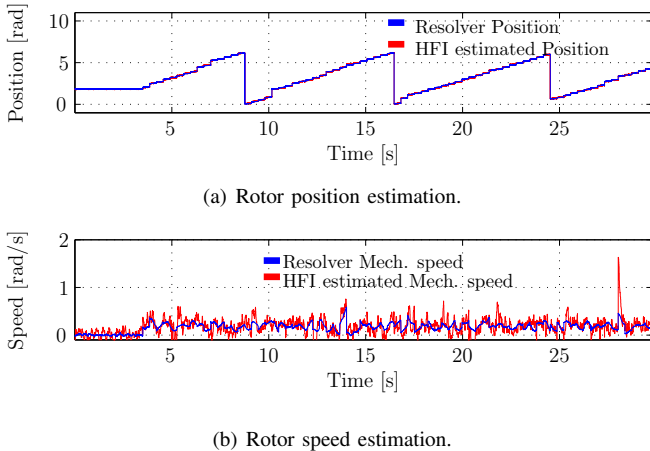 10
5
0
Position [rad]
Resolver Position
HFI estimated Position
5 10 15 20 25
Time [s]
(a) Rotor position estimation.
2
1
0
Speed [rad/s]
Resolver Mech. speed
HFI estimated Mech. speed
5 10 15 20 25
Time [s]
(b) Rotor speed estimation.